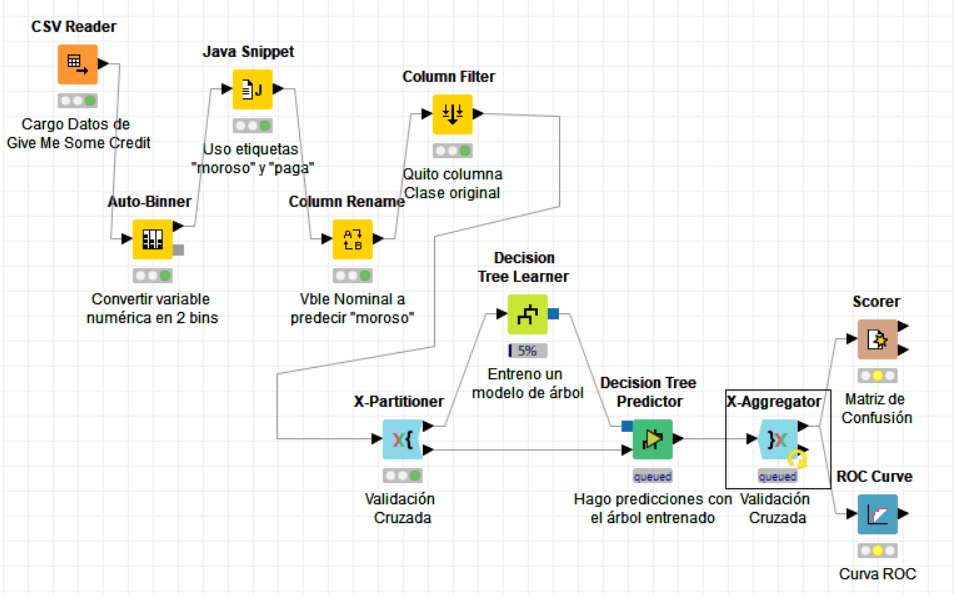 CSV Reader
Cargo Datos de
Give Me Some Credit
Java Snippet
Uso etiquetas
"moroso" y "paga"
Column Filter
Quito columna
Clase original
Auto-Binner
Convertir variable
numérica en 2 bins
Column Rename
Vble Nominal a
predecir "moroso"
Decision
Tree Learner
5%
Entreno un
modelo de árbol
X-Partitioner
Validación
Cruzada
Decision Tree
Predictor
queued
Hago predicciones con
el árbol entrenado
X-Aggregator
queued
Validación
Cruzada
Scorer
Matriz de
Confusión
ROC Curve
Curva ROC